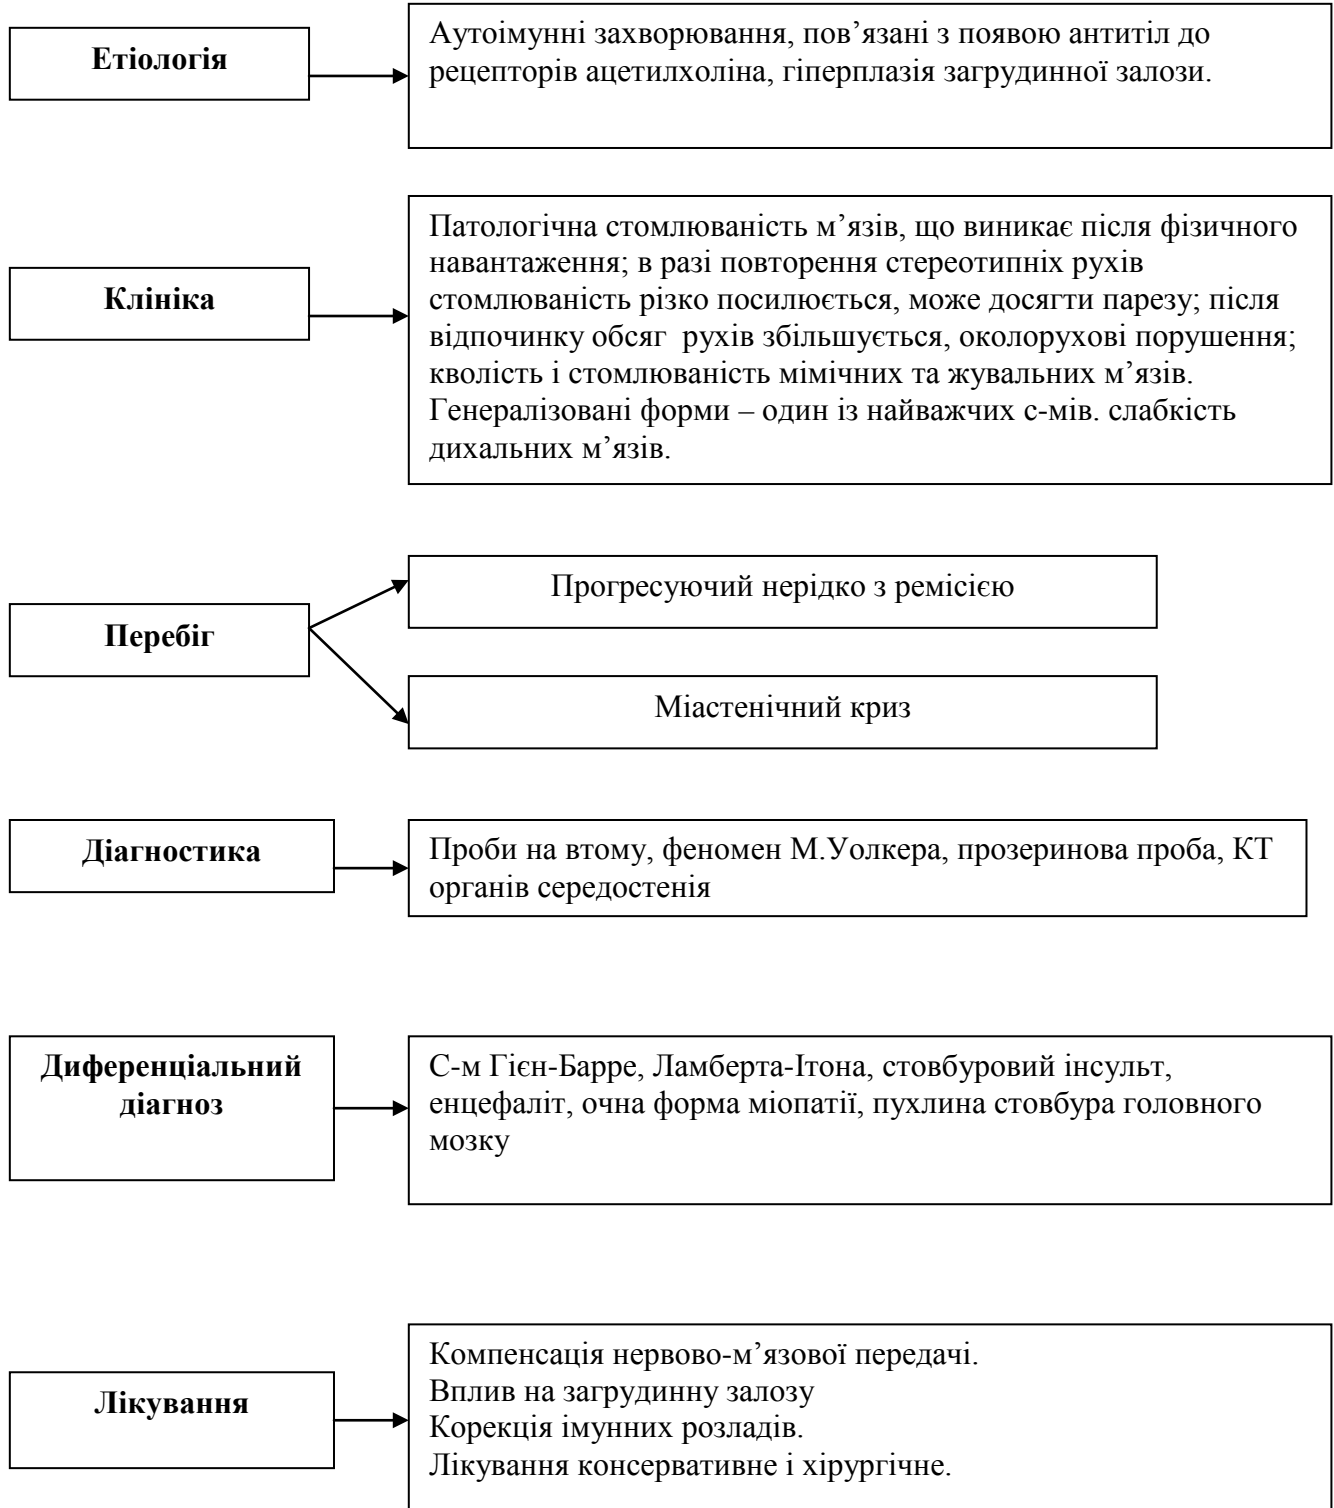 Етіологія
Аутоімунні захворювання, пов’язані з появою антитіл до
рецепторів ацетилхоліна, гіперплазія загрудинної залози.
Клініка
Патологічна стомлюваність м’язів, що виникає після фізичного
навантаження; в разі повторення стереотипніх рухів
стомлюваність різко посилюється, може досягти парезу; після
відпочинку обсяг  рухів збільшується, околорухові порушення;
кволість і стомлюваність мімічних та жувальних м’язів.
Генералізовані форми – один із найважчих с-мів. слабкість
дихальних м’язів.
Перебіг
Прогресуючий нерідко з ремісією
Міастенічний криз
Діагностика
Проби на втому, феномен М.Уолкера, прозеринова проба, КТ
органів середостенія
Диференціальний
діагноз
С-м Гієн-Барре, Ламберта-Ітона, стовбуровий інсульт,
енцефаліт, очна форма міопатії, пухлина стовбура головного
мозку
Лікування
Компенсація нервово-м’язової передачі.
Вплив на загрудинну залозу
Корекція імунних розладів.
Лікування консервативне і хірургічне.